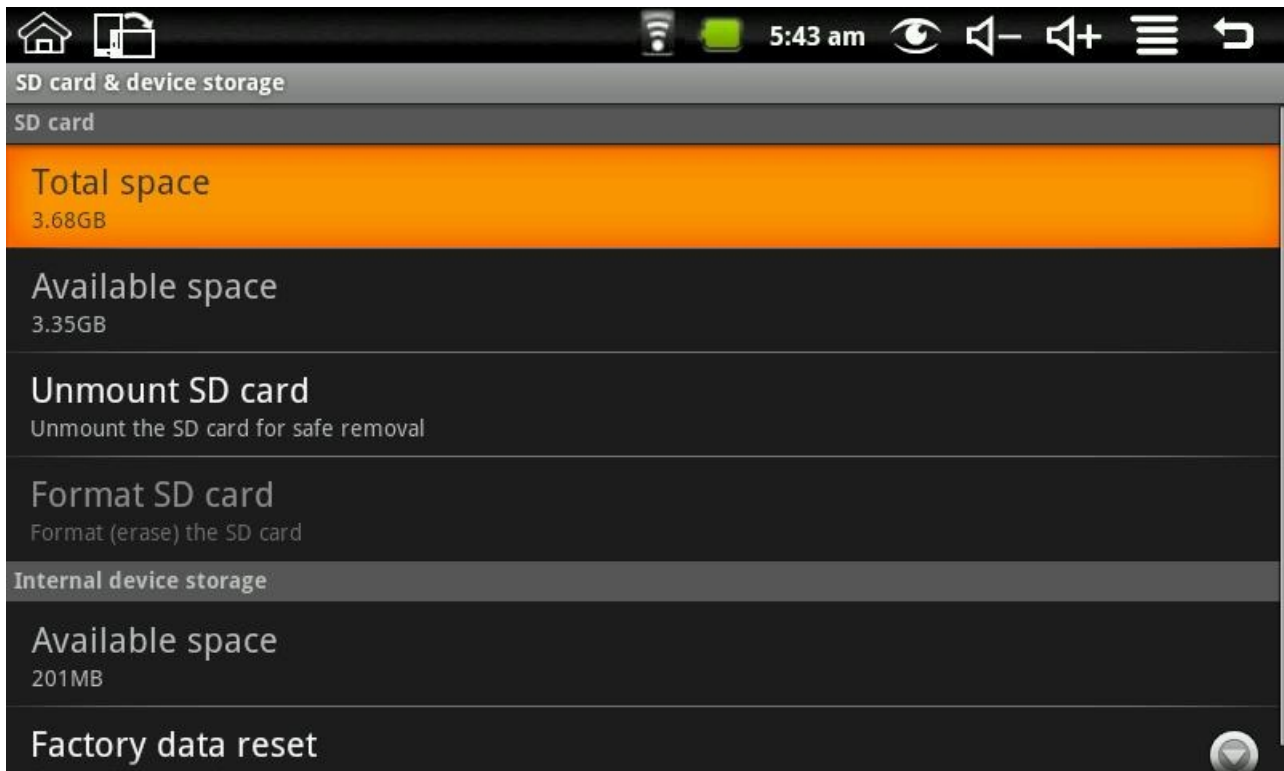 5:43 am
SD card & device storage
SD card
Total space
3.68GB
Available space
3.35GB
Unmount SD card
Unmount the SD card for safe removal
Format SD card
Format (erase) the SD card
Internal device storage
Available space
201MB
Factory data reset